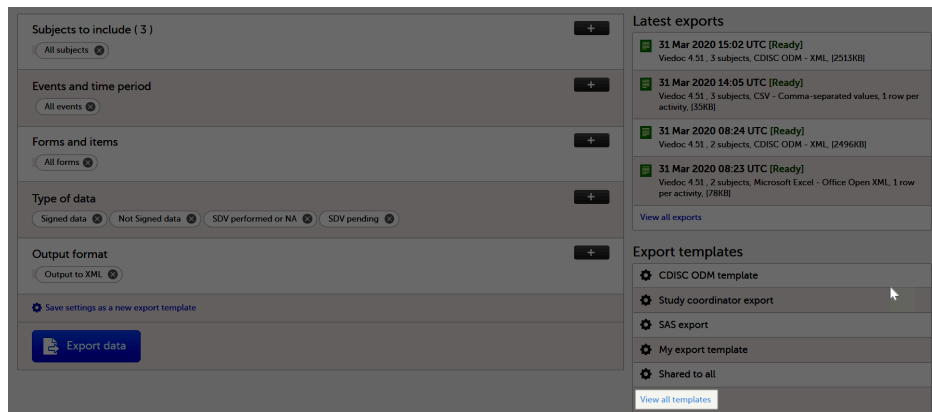 Subjects to include ( 3 )
All subjects
Events and time period
All events
Forms and items
All forms
Type of data
Signed data
Not Signed data
SDV performed or NA
SDV pending
Output format
Output to XML
Save settings as a new export template
Export data
Latest exports
31 Mar 2020 15:02 UTC [Ready]
Viedoc 4.51 , 3 subjects, CDISC ODM - XML, [2513KB]
31 Mar 2020 14:05 UTC [Ready]
Viedoc 4.51 , 3 subjects, CSV - Comma-separated values, 1 row per
activity, [35KB]
31 Mar 2020 08:24 UTC [Ready]
Viedoc 4.51 , 2 subjects, CDISC ODM - XML, [2496KB]
31 Mar 2020 08:23 UTC [Ready]
Viedoc 4.51 , 2 subjects, Microsoft Excel - Office Open XML, 1 row
per activity, [78KB]
View all exports
Export templates
CDISC ODM template
Study coordinator export
SAS export
My export template
Shared to all
View all templates